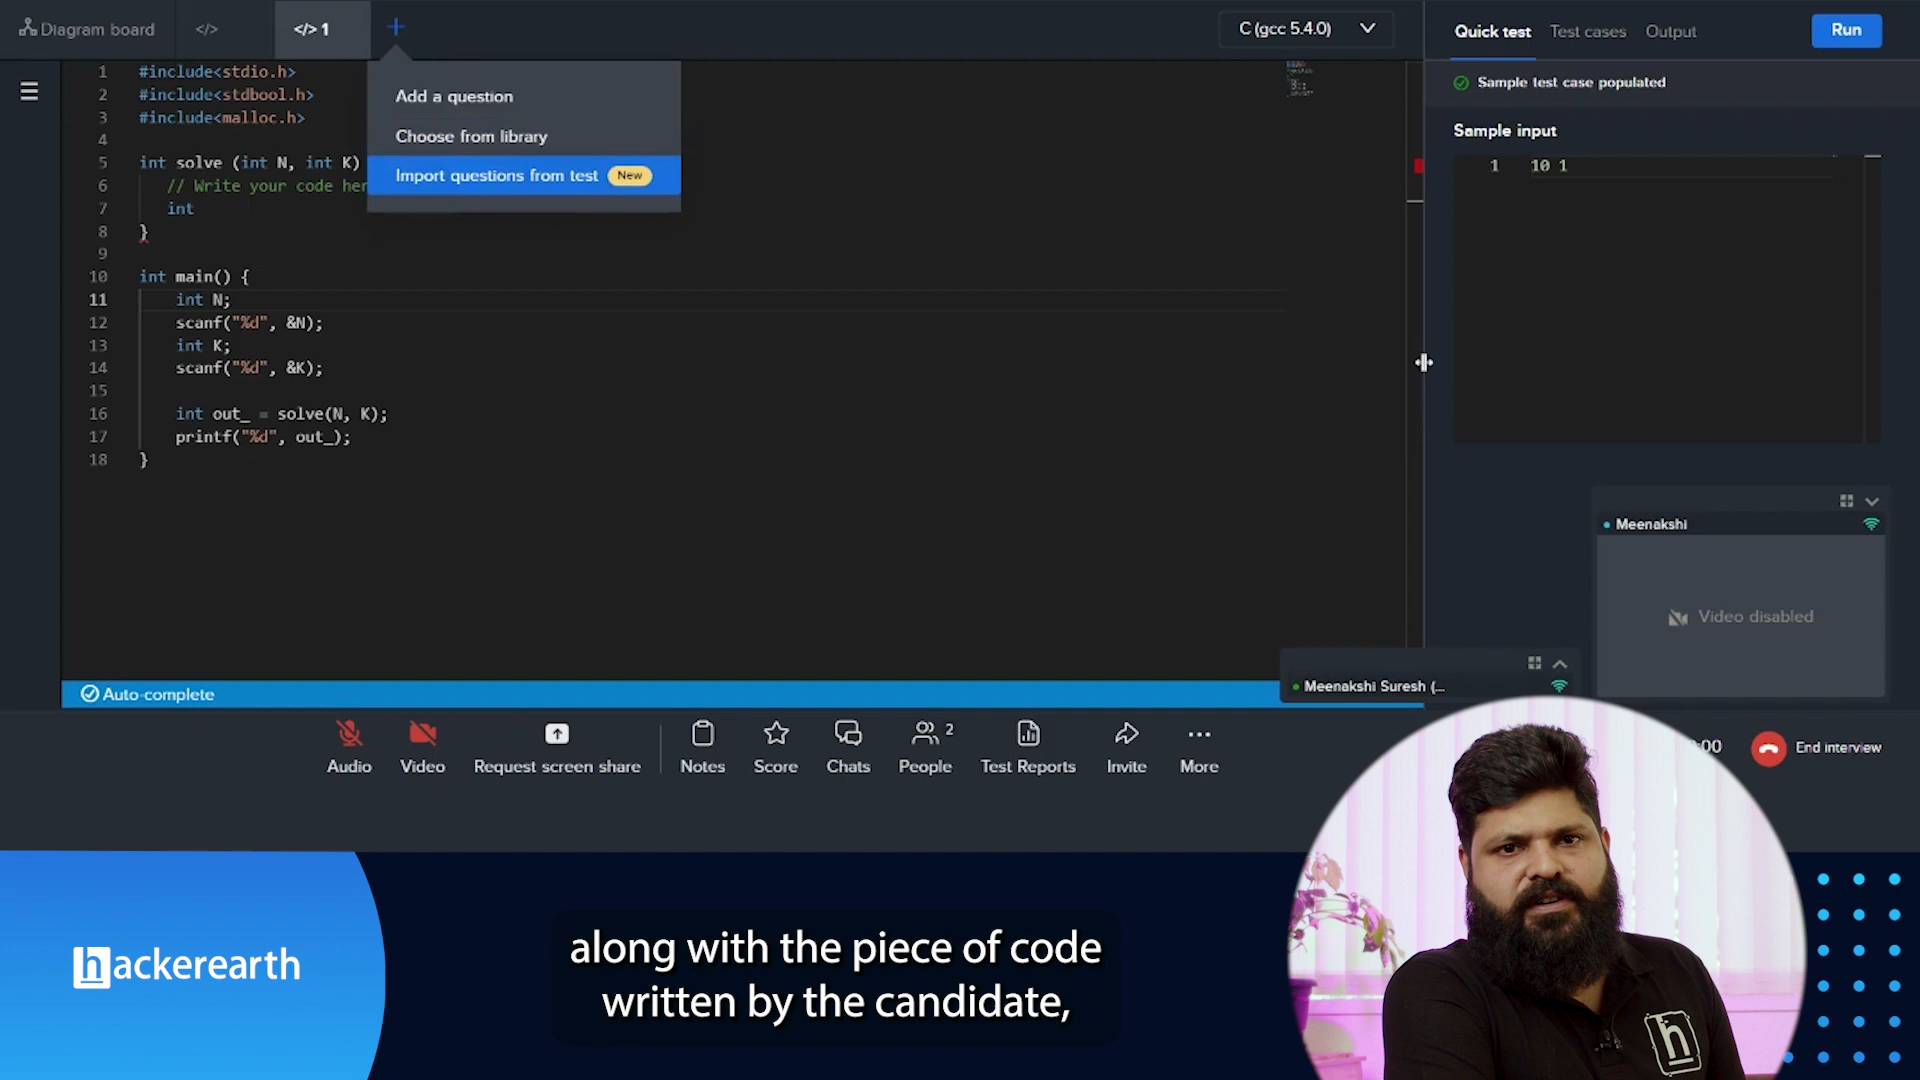 Diagram board
</>
</> 1
+
C (gcc 5.4.0)
Quick test
Test cases
Output
Run
Sample test case populated
Sample input
1 10 1
Add a question
Choose from library
Import questions from test New
1 #include<stdio.h>
2 #include<stdbool.h>
3 #include<malloc.h>
4
5 int solve (int N, int K)
6 // Write your code her
7 int
8 }
9
10 int main() {
11 int N;
12 scanf("%d", &N);
13 int K;
14 scanf("%d", &K);
15
16 int out_ = solve(N, K);
17 printf("%d", out_);
18 }
Meenakshi
Video disabled
Meenakshi Suresh (...
Auto-complete
Audio
Video
Request screen share
Notes
Score
Chats
People 2
Test Reports
Invite
More
:00
End interview
hackerearth
along with the piece of code
written by the candidate,
h